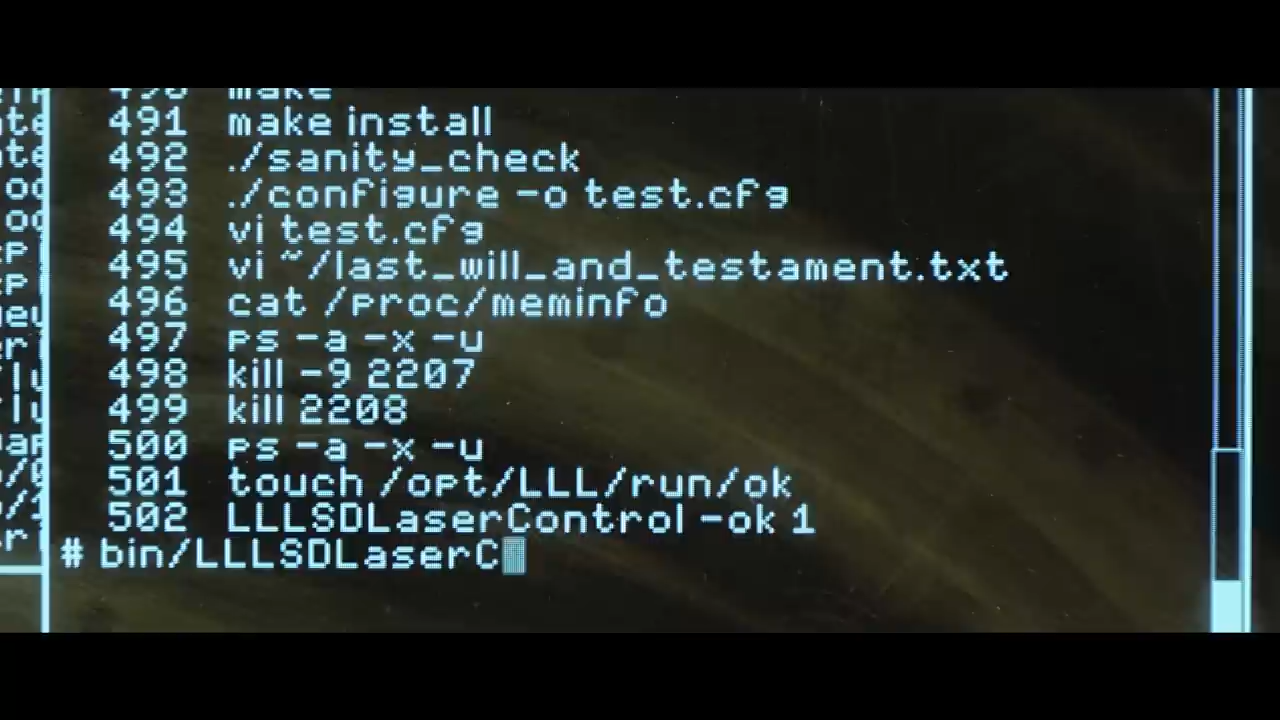 make
491 make install
492 ./sanity_check
493 ./configure -o test.cfg
494 vi test.cfg
495 vi ~/last_will_and_testament.txt
496 cat /proc/meminfo
497 ps -a -x -u
498 kill -9 2207
499 kill 2208
500 ps -a -x -u
501 touch /opt/LLL/run/ok
502 LLLSDLaserControl -ok 1
# bin/LLLSDLaserC